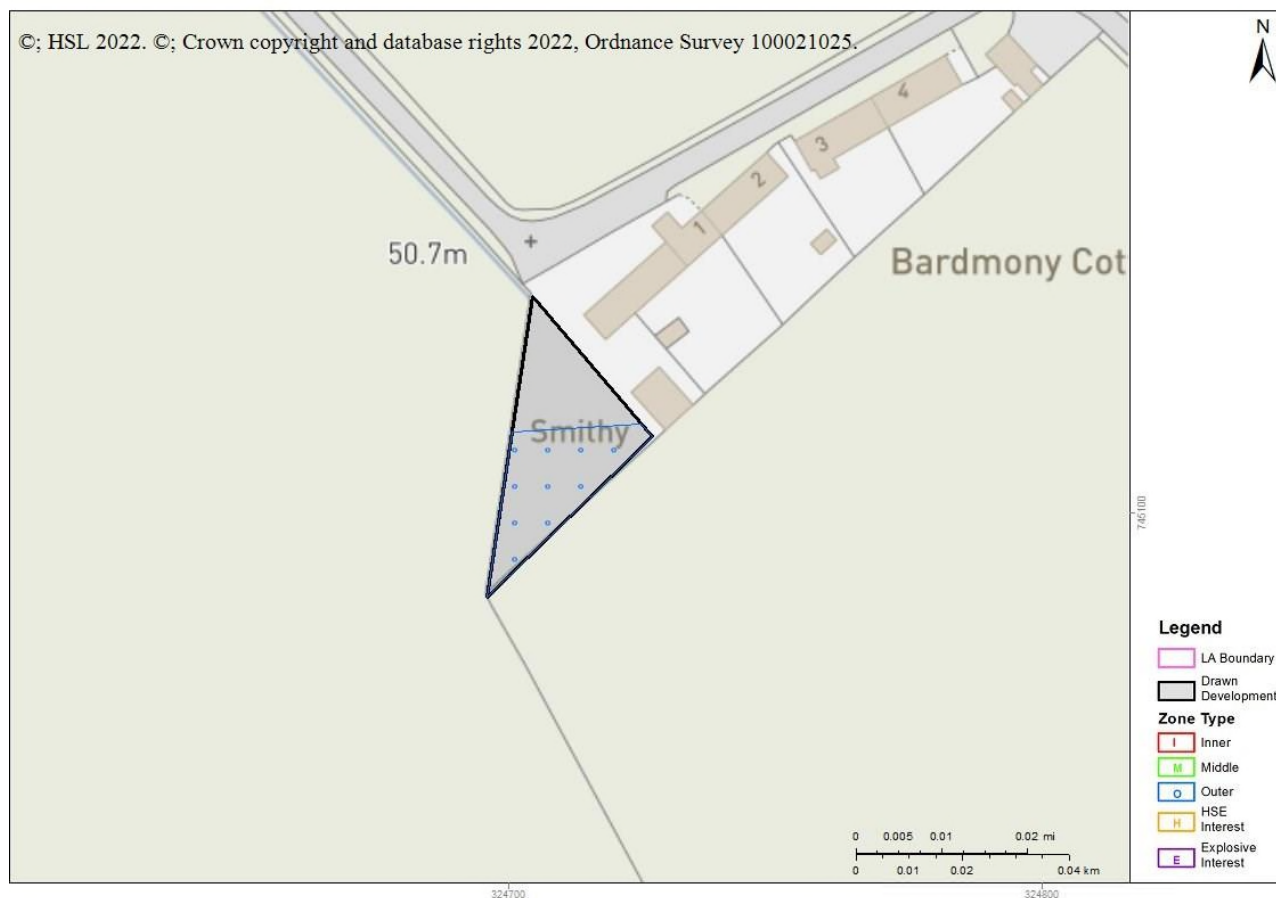 ©; HSL 2022. ©; Crown copyright and database rights 2022, Ordnance Survey 100021025.
N
4
3
2
1
50.7m
Bardmony Cot
Smithy
745100
Legend
LA Boundary
Drawn
Development
Zone Type
I Inner
M Middle
O Outer
H HSE
Interest
E Explosive
Interest
0 0.005 0.01 0.02 mi
0 0.01 0.02 0.04 km
324700 324800